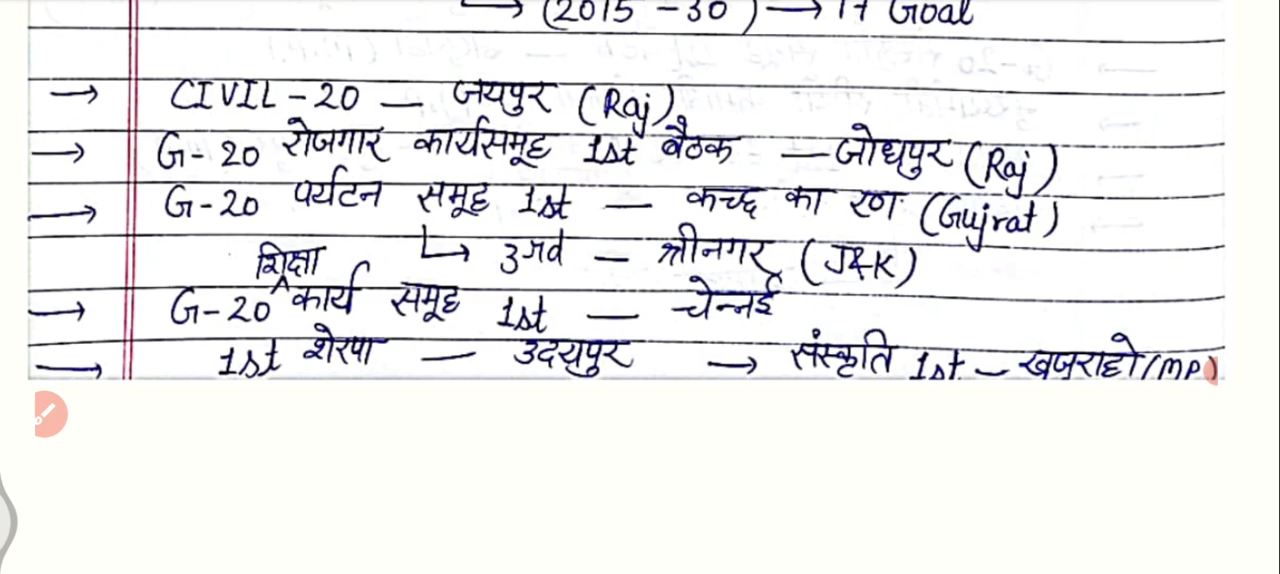 → (2015-30) → 17 Goal
→ CIVIL-20 — जयपुर (Raj)
→ G-20 रोजगार कार्यसमूह 1st बैठक — जोधपुर (Raj)
→ G-20 पर्यटन समूह 1st — कच्छ का रण (Gujrat)
↳ 3rd — श्रीनगर (J&K)
→ G-20 शिक्षा कार्य समूह 1st — चेन्नई
→ 1st शेरपा — उदयपुर → संस्कृति 1st — खजुराहो (MP)